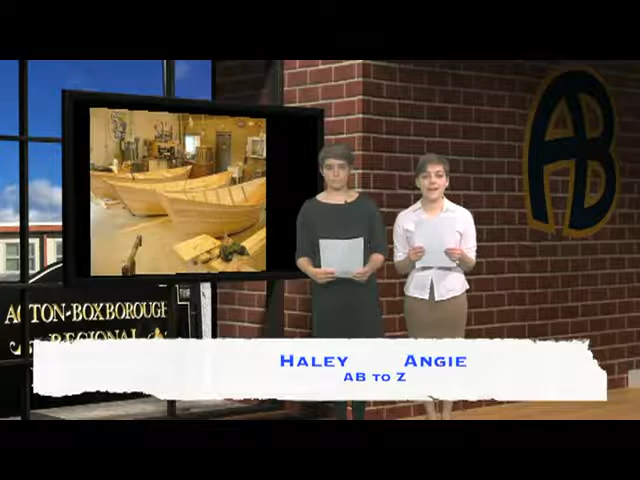 AB
ACTON-BOXBOROUGH
REGIONAL
HALEY ANGIE
AB TO Z